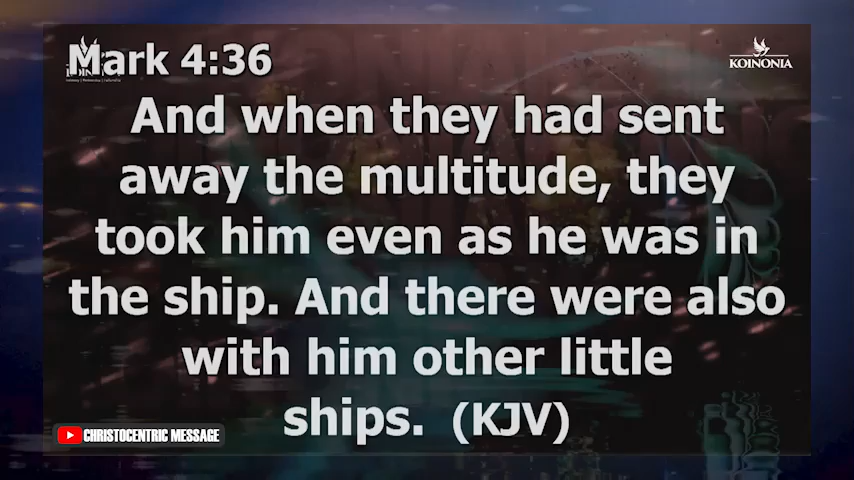 Mark 4:36
KOINONIA
And when they had sent
away the multitude, they
took him even as he was in
the ship. And there were also
with him other little
ships. (KJV)
CHRISTOCENTRIC MESSAGE